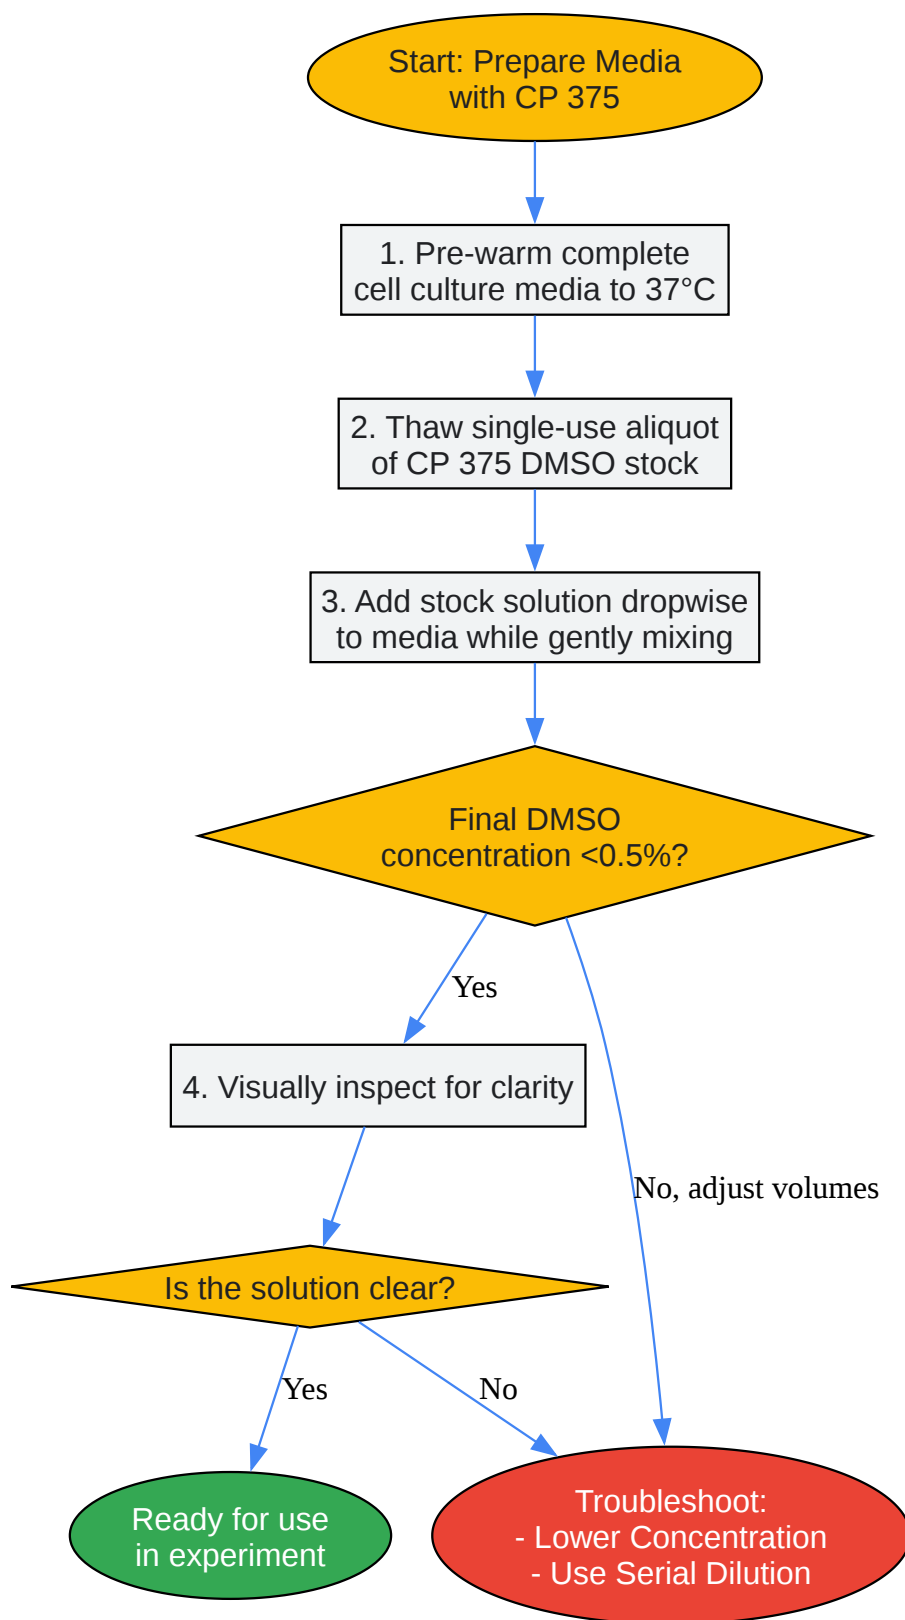 Start: Prepare Media
with CP 375
1. Pre-warm complete
cell culture media to 37°C
2. Thaw single-use aliquot
of CP 375 DMSO stock
3. Add stock solution dropwise
to media while gently mixing
Final DMSO
concentration <0.5%?
Yes
4. Visually inspect for clarity
No, adjust volumes
Is the solution clear?
Yes
No
Ready for use
in experiment
Troubleshoot:
- Lower Concentration
- Use Serial Dilution